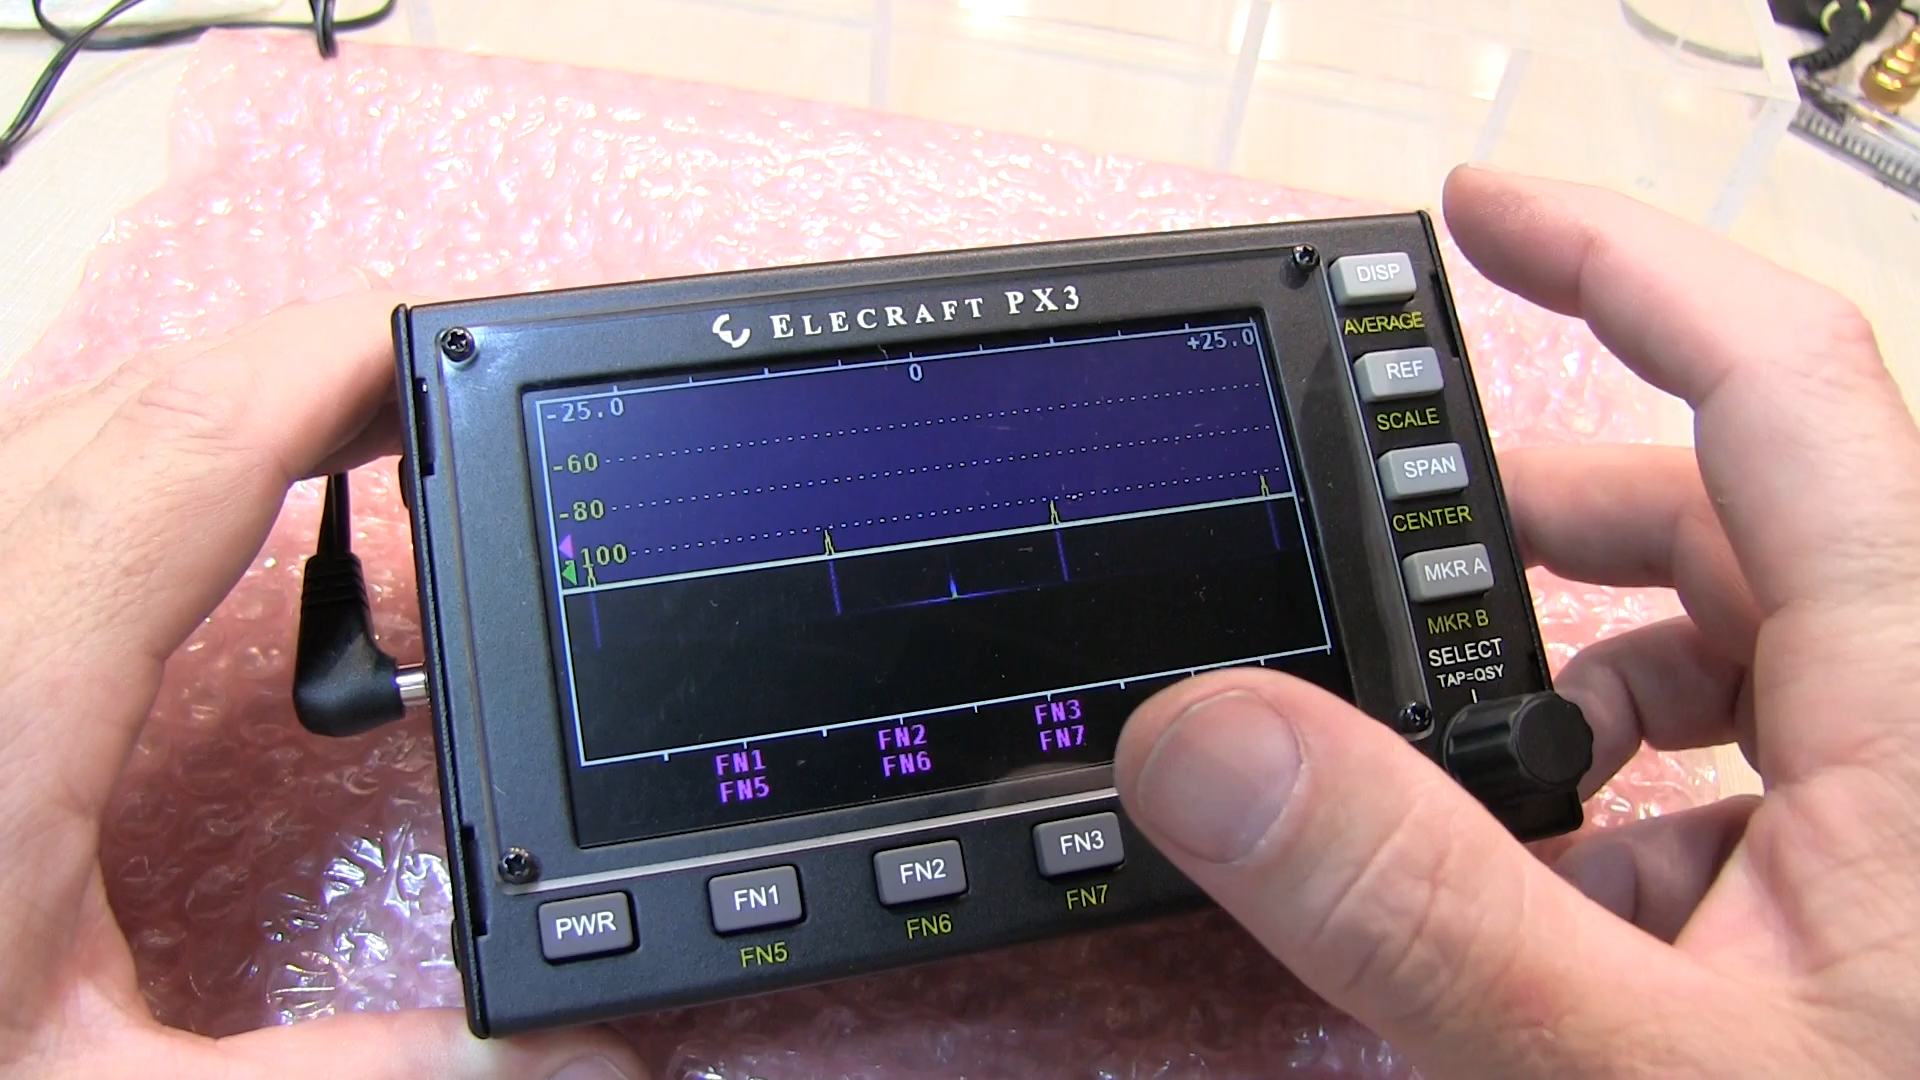 ELECRAFT PX3
-25.0
0
+25.0
-60
-80
-100
FN1
FN2
FN3
FN5
FN6
FN7
DISP
AVERAGE
REF
SCALE
SPAN
CENTER
MKR A
MKR B
SELECT
TAP=QSY
PWR
FN1
FN2
FN3
FN5
FN6
FN7